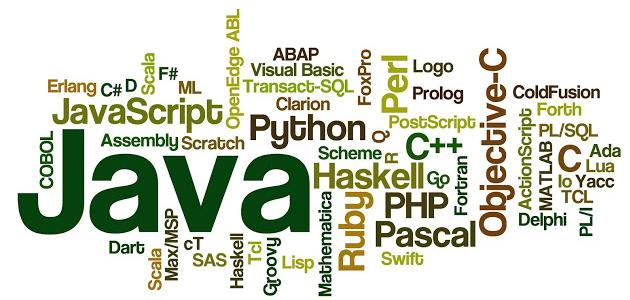 OpenEdge ABL
ABAP
FoxPro
Perl
Logo
Objective-C
Scala
F#
Visual Basic
Erlang
C#
D
ML
Transact-SQL
Prolog
ColdFusion
JavaScript
Clarion
Forth
PostScript
ActionScript
Python
Q
PL/SQL
MATLAB
COBOL
Assembly
Scratch
Scheme
R
C++
C
Ada
Lua
Java
Haskell
Go
Fortran
Io
Yacc
TCL
Mathematica
Ruby
PHP
Delphi
PL/I
Pascal
Dart
Scala
Max/MSP
cT
SAS
Haskell
Tcl
Groovy
Lisp
Swift